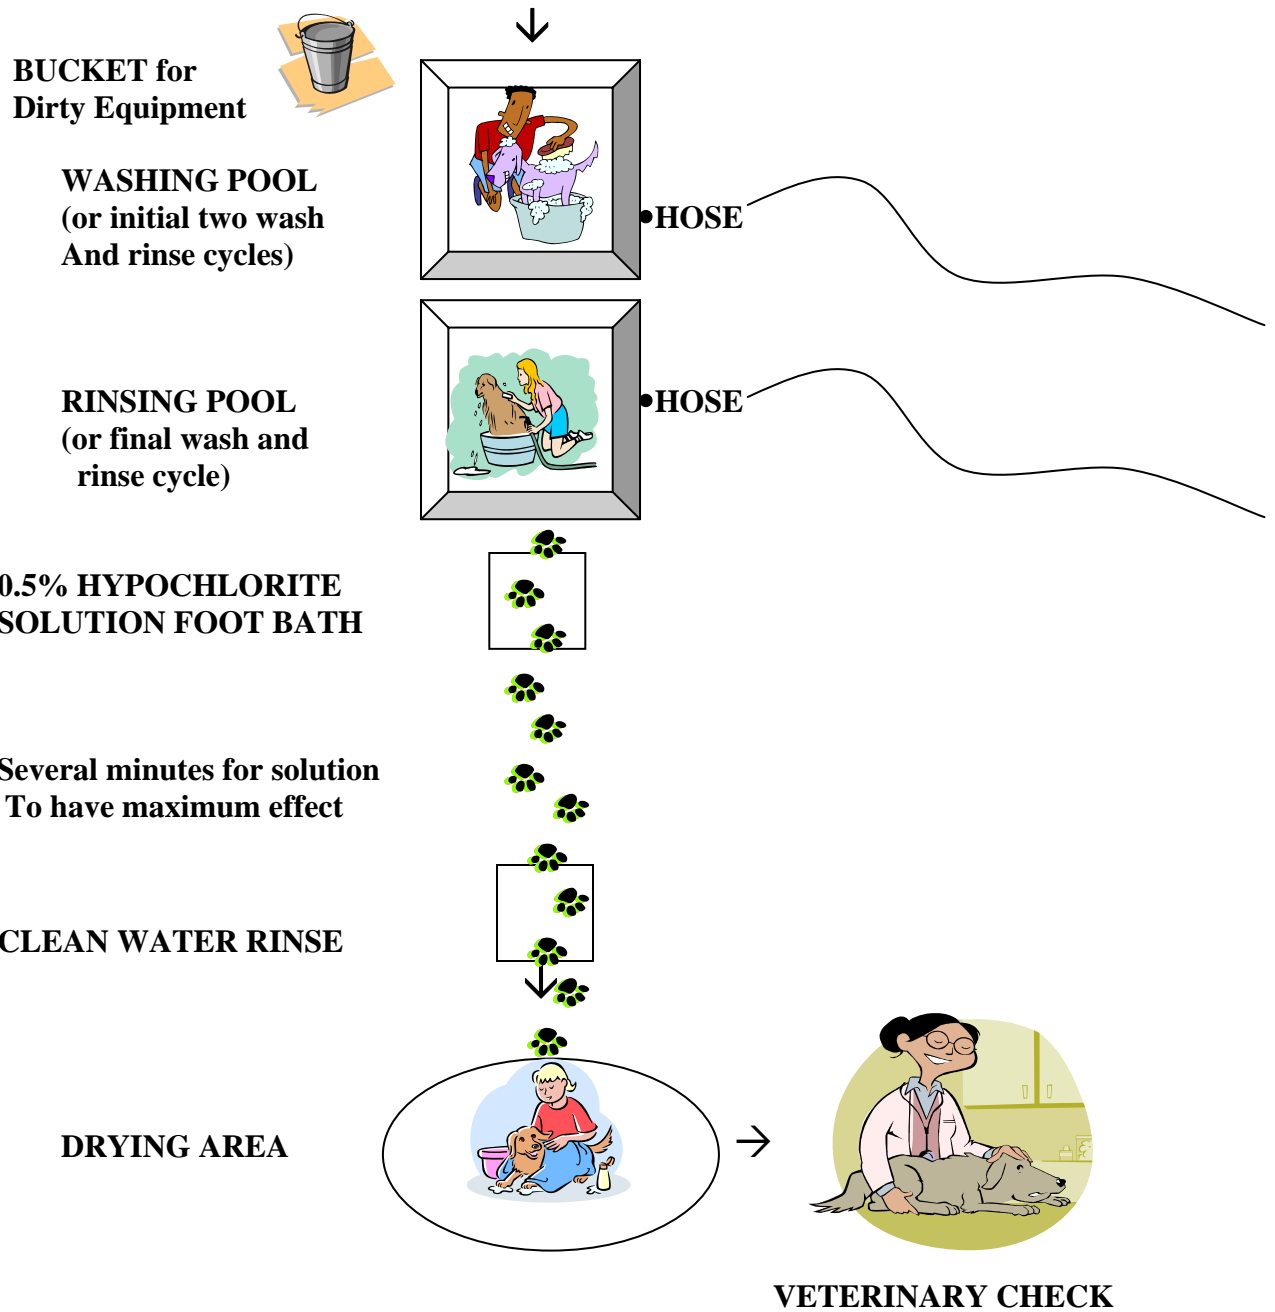 BUCKET for
Dirty Equipment
WASHING POOL
(or initial two wash
And rinse cycles)
•HOSE
RINSING POOL
(or final wash and
rinse cycle)
•HOSE
0.5% HYPOCHLORITE
SOLUTION FOOT BATH
Several minutes for solution
To have maximum effect
CLEAN WATER RINSE
DRYING AREA
VETERINARY CHECK